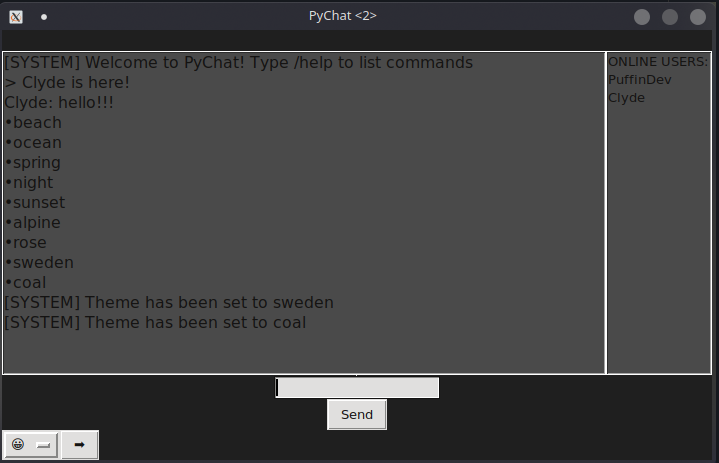 PyChat <2>
[SYSTEM] Welcome to PyChat! Type /help to list commands
> Clyde is here!
Clyde: hello!!!
•beach
•ocean
•spring
•night
•sunset
•alpine
•rose
•sweden
•coal
[SYSTEM] Theme has been set to sweden
[SYSTEM] Theme has been set to coal
ONLINE USERS:
PuffinDev
Clyde
Send
😀 ➡